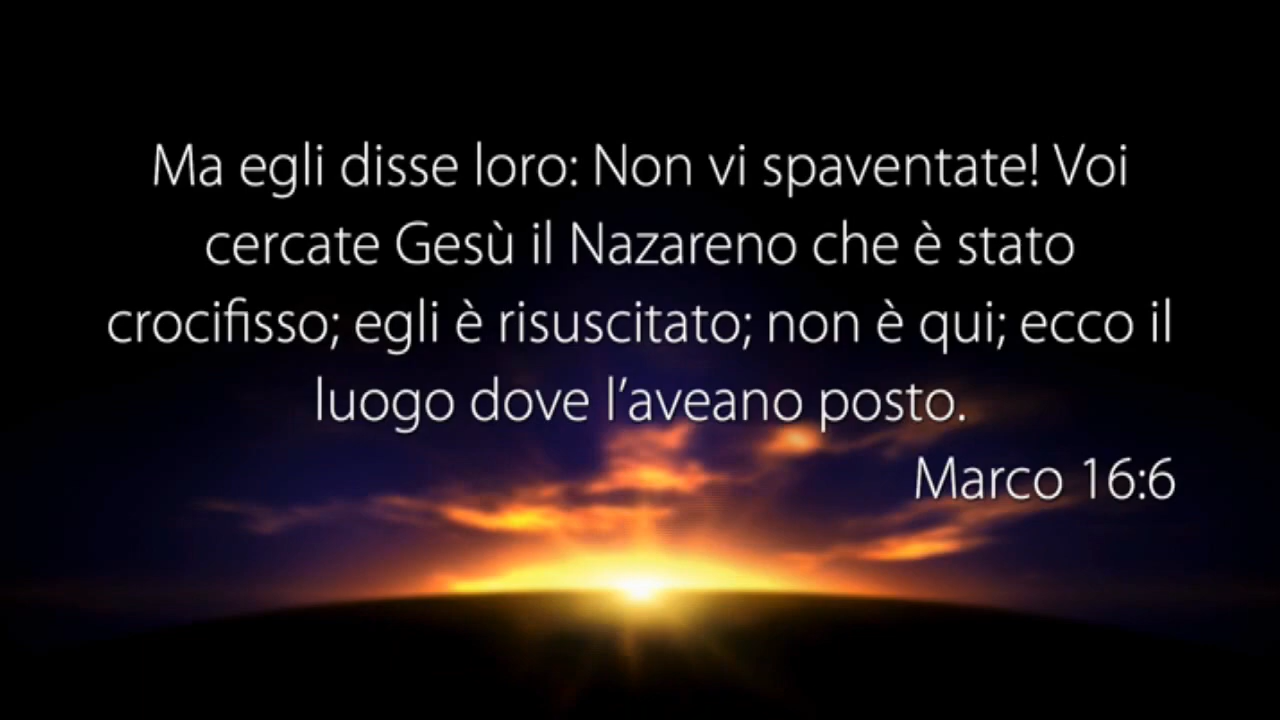 Ma egli disse loro: Non vi spaventate! Voi
cercate Gesù il Nazareno che è stato
crocifisso; egli è risuscitato; non è qui; ecco il
luogo dove l’aveano posto.
Marco 16:6